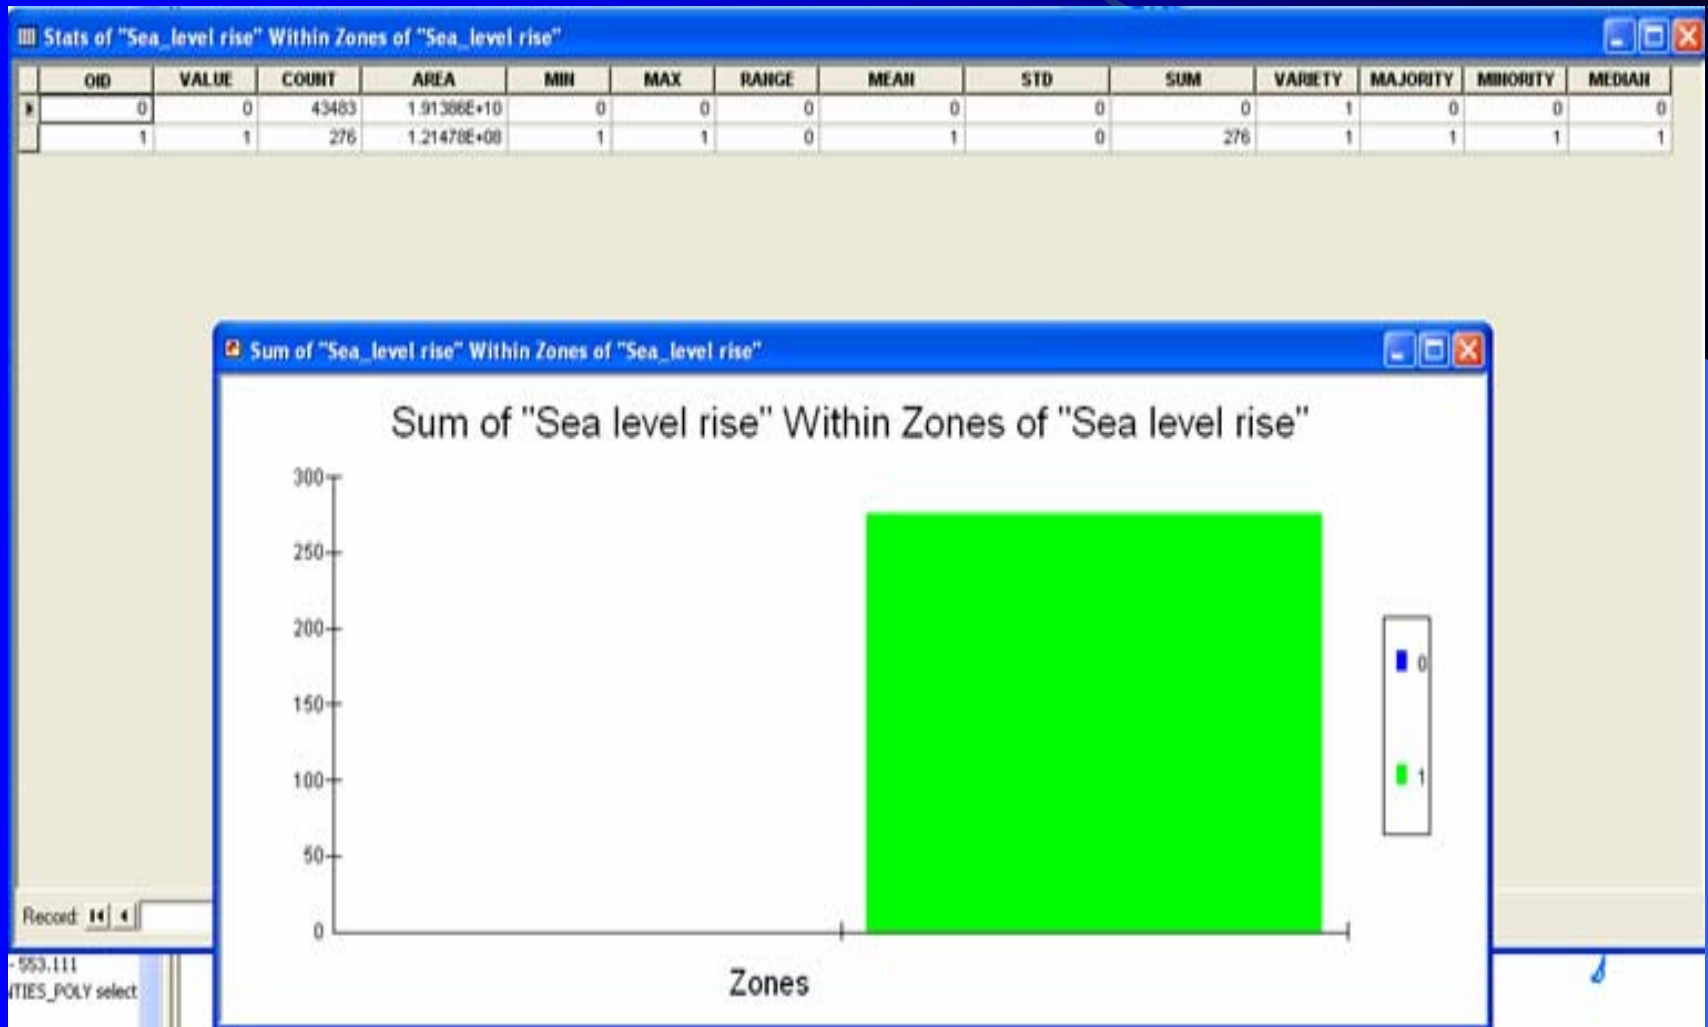 Stats of "Sea_level rise" Within Zones of "Sea_level rise"
OID VALUE COUNT AREA MIN MAX RANGE MEAN STD SUM VARIETY MAJORITY MINORITY MEDIAN
0 0 43483 1.91386E+10 0 0 0 0 0 0 1 0 0 0
1 1 276 1.21478E+08 1 1 0 1 0 276 1 1 1 1
Sum of "Sea_level rise" Within Zones of "Sea_level rise"
Sum of "Sea level rise" Within Zones of "Sea level rise"
300
250
200
150
100
50
0
0
1
Zones
Record:
- 553.111
ITIES_POLY select